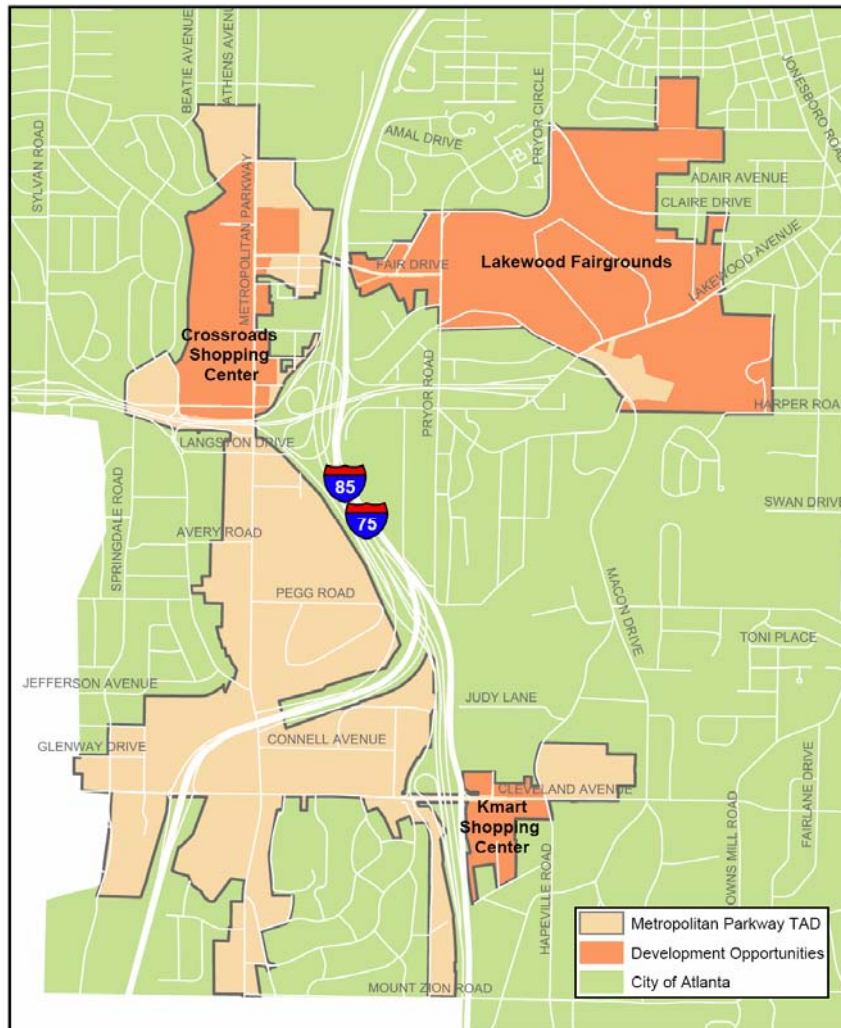 BEATIE AVENUE
ATHENS AVENU
SYLVAN ROAD
JONESBORO ROAD
PRYOR CIRCLE
AMAL DRIVE
ADAIR AVENUE
CLAIRE DRIVE
METROPOLITAN PARKWAY
FAIR DRIVE
Lakewood Fairgrounds
LAKEWOOD AVENUE
Crossroads
Shopping
Center
PRYOR ROAD
HARPER ROA
LANGSTON DRIVE
85
75
SPRINGDALE ROAD
AVERY ROAD
SWAN DRIVE
PEGG ROAD
MACON DRIVE
TONI PLACE
JEFFERSON AVENUE
JUDY LANE
GLENWAY DRIVE
CONNELL AVENUE
FAIRLANE DRIVE
CLEVELAND AVENUE
Kmart
Shopping
Center
HAPEVILLE ROAD
OWNS MILL ROAD
MOUNT ZION ROAD
Metropolitan Parkway TAD
Development Opportunities
City of Atlanta